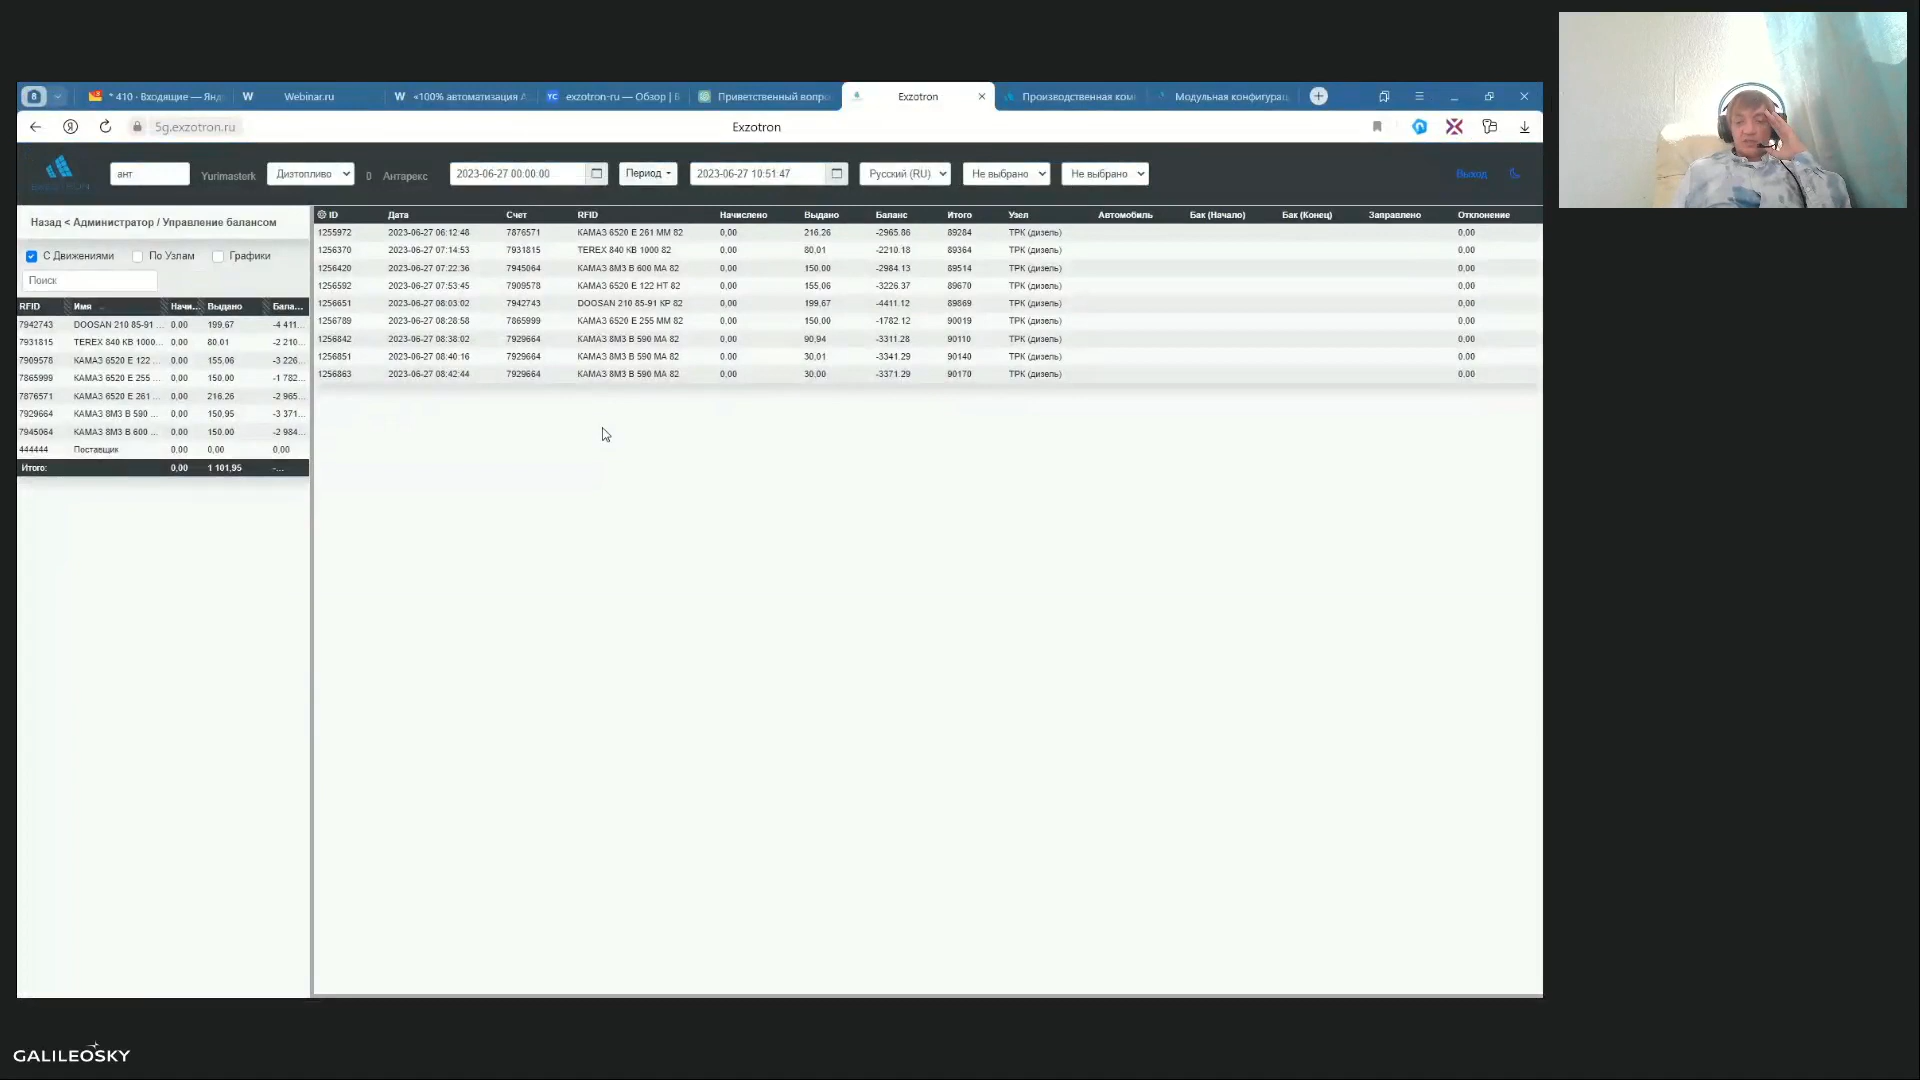 8 * 410 · Входящие — Янд W Webinar.ru W «100% автоматизация А YC exzotron-ru — Обзор | Б Приветственный вопро Exzotron Производственная ком Модульная конфигурац
5g.exzotron.ru Exzotron
ант Yurimasterk Дизтопливо 0 Антарекс 2023-06-27 00:00:00 Период 2023-06-27 10:51:47 Русский (RU) Не выбрано Не выбрано Выход
Назад < Администратор / Управление балансом
С Движениями По Узлам Графики
Поиск
RFID Имя Начи... Выдано Бала...
7942743 DOOSAN 210 85-91 ... 0,00 199,67 -4 411...
7931815 TEREX 840 КВ 1000... 0,00 80,01 -2 210...
7909578 КАМАЗ 6520 Е 122 ... 0,00 155,06 -3 226...
7865999 КАМАЗ 6520 Е 255 ... 0,00 150,00 -1 782...
7876571 КАМАЗ 6520 Е 261 ... 0,00 216,26 -2 965...
7929664 КАМАЗ 8М3 В 590 ... 0,00 150,95 -3 371...
7945064 КАМАЗ 8М3 В 600 ... 0,00 150,00 -2 984...
444444 Поставщик 0,00 0,00 0,00
Итого: 0,00 1 101,95 -...
ID Дата Счет RFID Начислено Выдано Баланс Итого Узел Автомобиль Бак (Начало) Бак (Конец) Заправлено Отклонение
1255972 2023-06-27 06:12:48 7876571 КАМАЗ 6520 Е 261 ММ 82 0,00 216,26 -2965.86 89284 ТРК (дизель) 0,00
1256370 2023-06-27 07:14:53 7931815 TEREX 840 КВ 1000 82 0,00 80,01 -2210.18 89364 ТРК (дизель) 0,00
1256420 2023-06-27 07:22:36 7945064 КАМАЗ 8М3 В 600 МА 82 0,00 150,00 -2984.13 89514 ТРК (дизель) 0,00
1256592 2023-06-27 07:53:45 7909578 КАМАЗ 6520 Е 122 НТ 82 0,00 155,06 -3226.37 89670 ТРК (дизель) 0,00
1256651 2023-06-27 08:03:02 7942743 DOOSAN 210 85-91 КР 82 0,00 199,67 -4411.12 89869 ТРК (дизель) 0,00
1256789 2023-06-27 08:28:58 7865999 КАМАЗ 6520 Е 255 ММ 82 0,00 150,00 -1782.12 90019 ТРК (дизель) 0,00
1256842 2023-06-27 08:38:02 7929664 КАМАЗ 8М3 В 590 МА 82 0,00 90,94 -3311.28 90110 ТРК (дизель) 0,00
1256851 2023-06-27 08:40:16 7929664 КАМАЗ 8М3 В 590 МА 82 0,00 30,01 -3341.29 90140 ТРК (дизель) 0,00
1256863 2023-06-27 08:42:44 7929664 КАМАЗ 8М3 В 590 МА 82 0,00 30,00 -3371.29 90170 ТРК (дизель) 0,00
GALILEOSKY